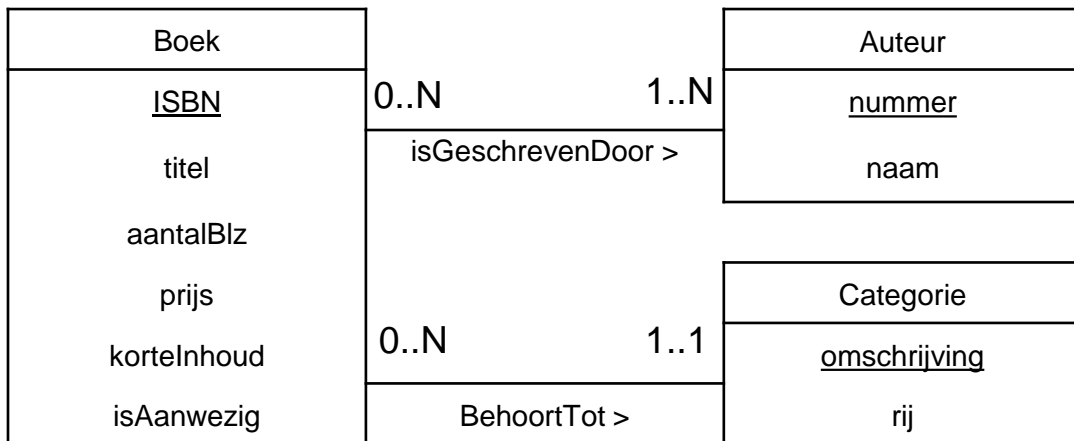 Boek
ISBN
titel
aantalBlz
prijs
korteInhoud
isAanwezig
0..N
1..N
isGeschrevenDoor >
0..N
1..1
BehoortTot >
Auteur
nummer
naam
Categorie
omschrijving
rij